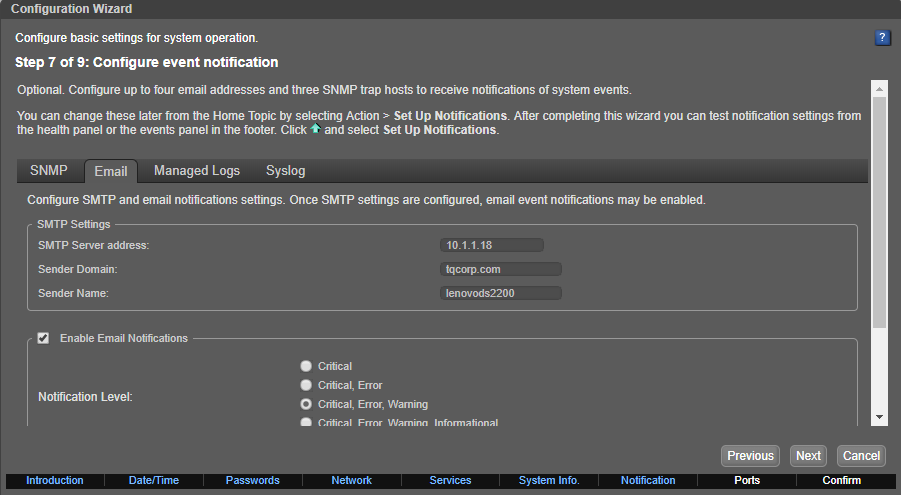 Configuration Wizard
Configure basic settings for system operation.
?
Step 7 of 9: Configure event notification
Optional. Configure up to four email addresses and three SNMP trap hosts to receive notifications of system events.
You can change these later from the Home Topic by selecting Action > Set Up Notifications. After completing this wizard you can test notification settings from
the health panel or the events panel in the footer. Click and select Set Up Notifications.
SNMP Email Managed Logs Syslog
Configure SMTP and email notifications settings. Once SMTP settings are configured, email event notifications may be enabled.
SMTP Settings
SMTP Server address: 10.1.1.18
Sender Domain: tqcorp.com
Sender Name: lenovods2200
Enable Email Notifications
Critical
Critical, Error
Notification Level:
Critical, Error, Warning
Critical, Error, Warning, Informational
Previous Next Cancel
Introduction Date/Time Passwords Network Services System Info. Notification Ports Confirm